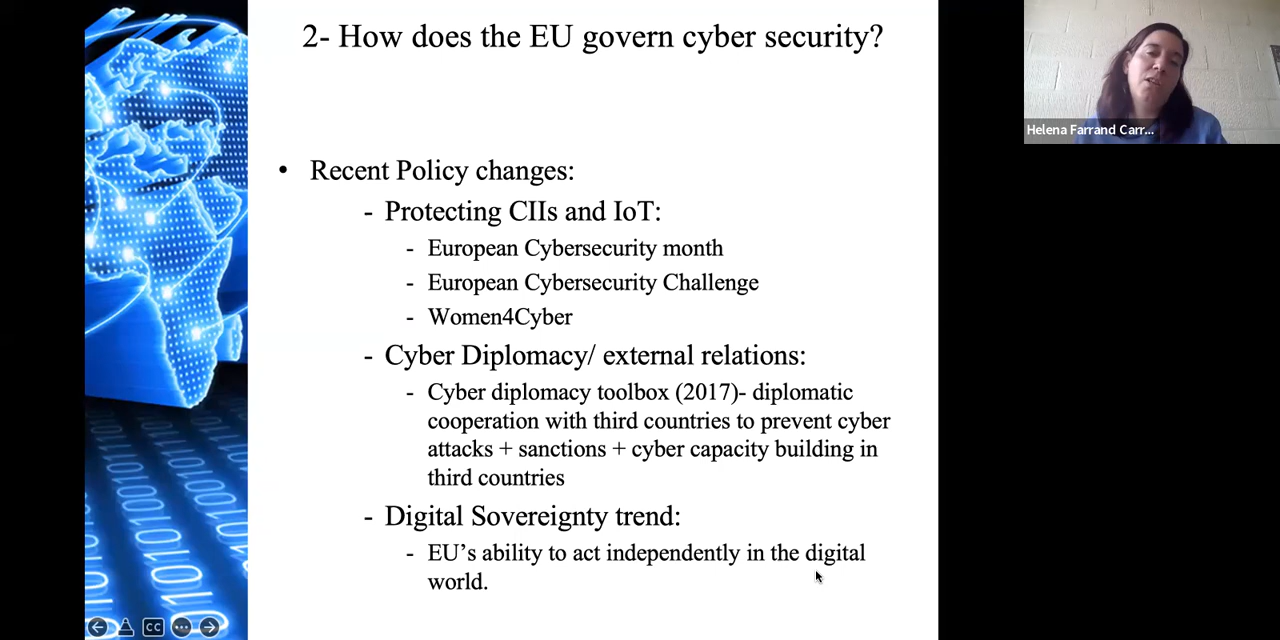 2- How does the EU govern cyber security?
• Recent Policy changes:
- Protecting CIIs and IoT:
- European Cybersecurity month
- European Cybersecurity Challenge
- Women4Cyber
- Cyber Diplomacy/ external relations:
- Cyber diplomacy toolbox (2017)- diplomatic
cooperation with third countries to prevent cyber
attacks + sanctions + cyber capacity building in
third countries
- Digital Sovereignty trend:
- EU's ability to act independently in the digital
world.
Helena Farrand Carr...
CC